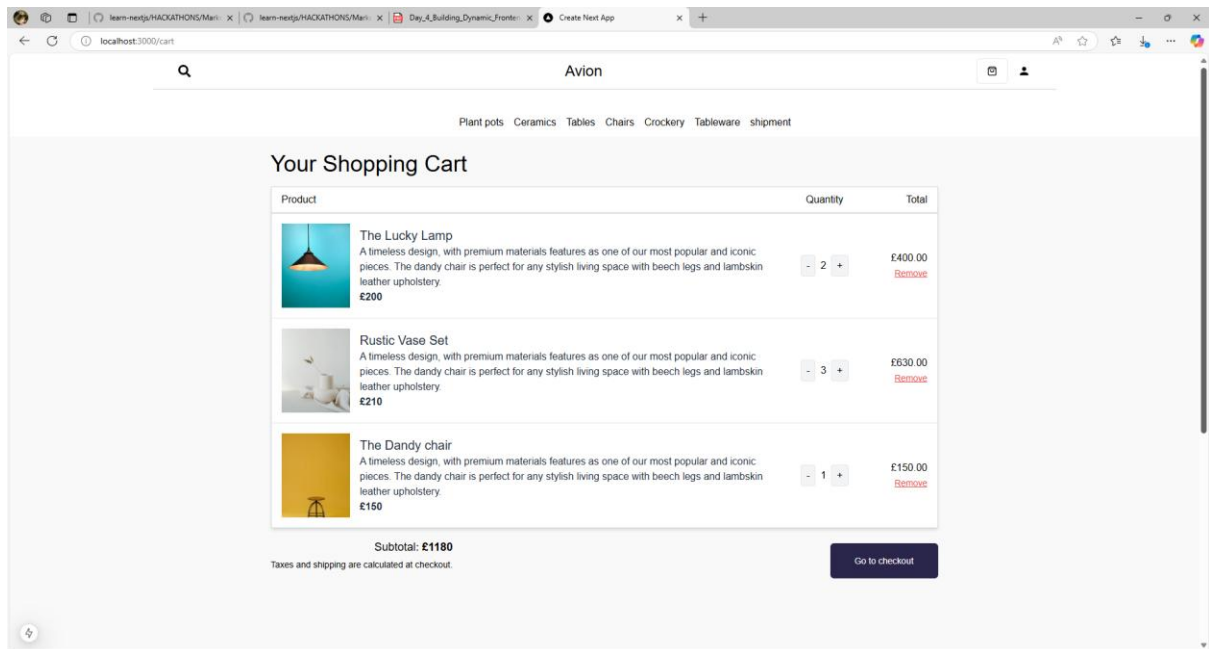 learn-nextjs/HACKATHONS/Mark
learn-nextjs/HACKATHONS/Mark
Day_4_Building_Dynamic_Fronten
Create Next App
localhost:3000/cart
Avion
Plant pots Ceramics Tables Chairs Crockery Tableware shipment
Your Shopping Cart
Product Quantity Total
The Lucky Lamp
A timeless design, with premium materials features as one of our most popular and iconic
pieces. The dandy chair is perfect for any stylish living space with beech legs and lambskin
leather upholstery.
£200
- 2 +
£400.00
Remove
Rustic Vase Set
A timeless design, with premium materials features as one of our most popular and iconic
pieces. The dandy chair is perfect for any stylish living space with beech legs and lambskin
leather upholstery.
£210
- 3 +
£630.00
Remove
The Dandy chair
A timeless design, with premium materials features as one of our most popular and iconic
pieces. The dandy chair is perfect for any stylish living space with beech legs and lambskin
leather upholstery.
£150
- 1 +
£150.00
Remove
Subtotal: £1180
Taxes and shipping are calculated at checkout.
Go to checkout